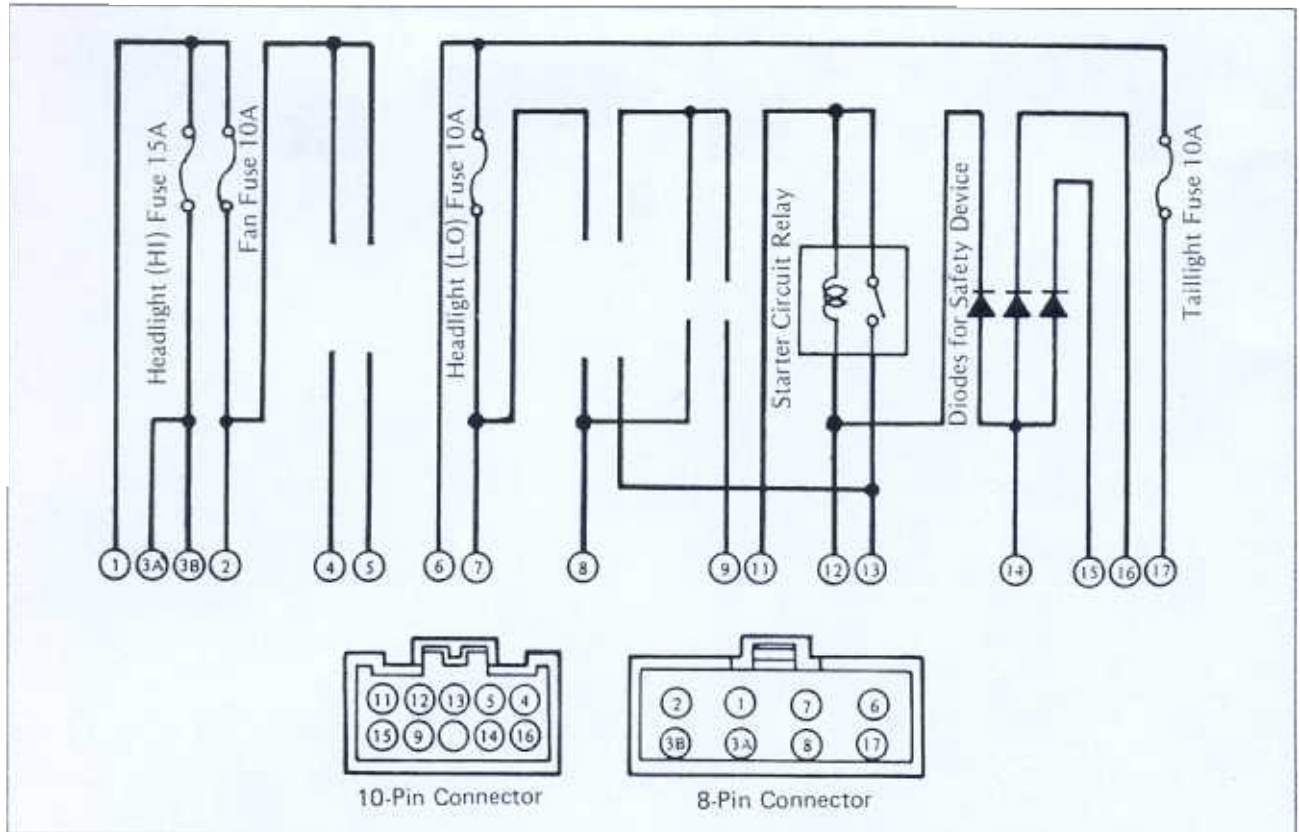 Headlight (HI) Fuse 15A
Fan Fuse 10A
Headlight (LO) Fuse 10A
Starter Circuit Relay
Diodes for Safety Device
Taillight Fuse 10A
1 3A 3B 2 4 5 6 7 8 9 11 12 13 14 15 16 17
11 12 13 5 4
15 9 14 16
10-Pin Connector
2 1 7 6
3B 3A 8 17
8-Pin Connector